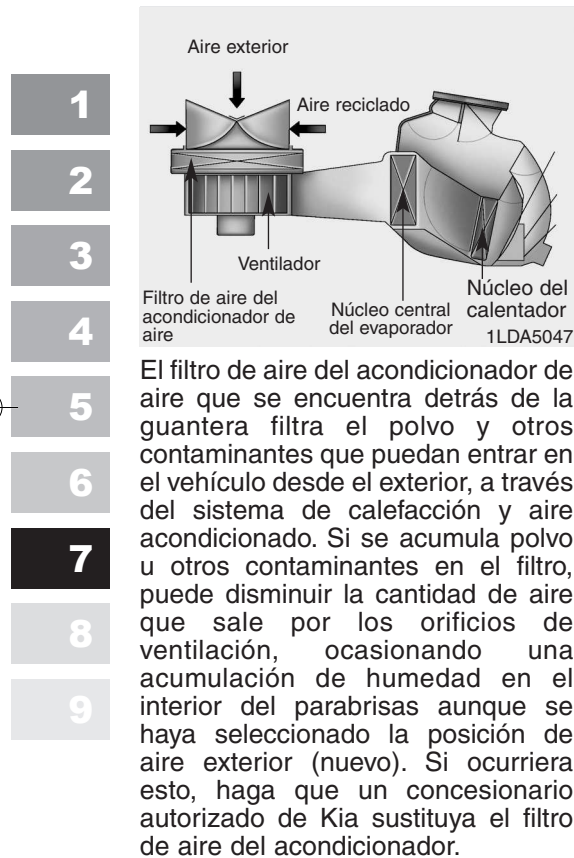 1
2
3
4
5
6
7
8
9
Aire exterior
Aire reciclado
Ventilador
Filtro de aire del
acondicionador de
aire
Núcleo central
del evaporador
Núcleo del
calentador
1LDA5047
El filtro de aire del acondicionador de
aire que se encuentra detrás de la
guantera filtra el polvo y otros
contaminantes que puedan entrar en
el vehículo desde el exterior, a través
del sistema de calefacción y aire
acondicionado. Si se acumula polvo
u otros contaminantes en el filtro,
puede disminuir la cantidad de aire
que sale por los orificios de
ventilación, ocasionando una
acumulación de humedad en el
interior del parabrisas aunque se
haya seleccionado la posición de
aire exterior (nuevo). Si ocurriera
esto, haga que un concesionario
autorizado de Kia sustituya el filtro
de aire del acondicionador.